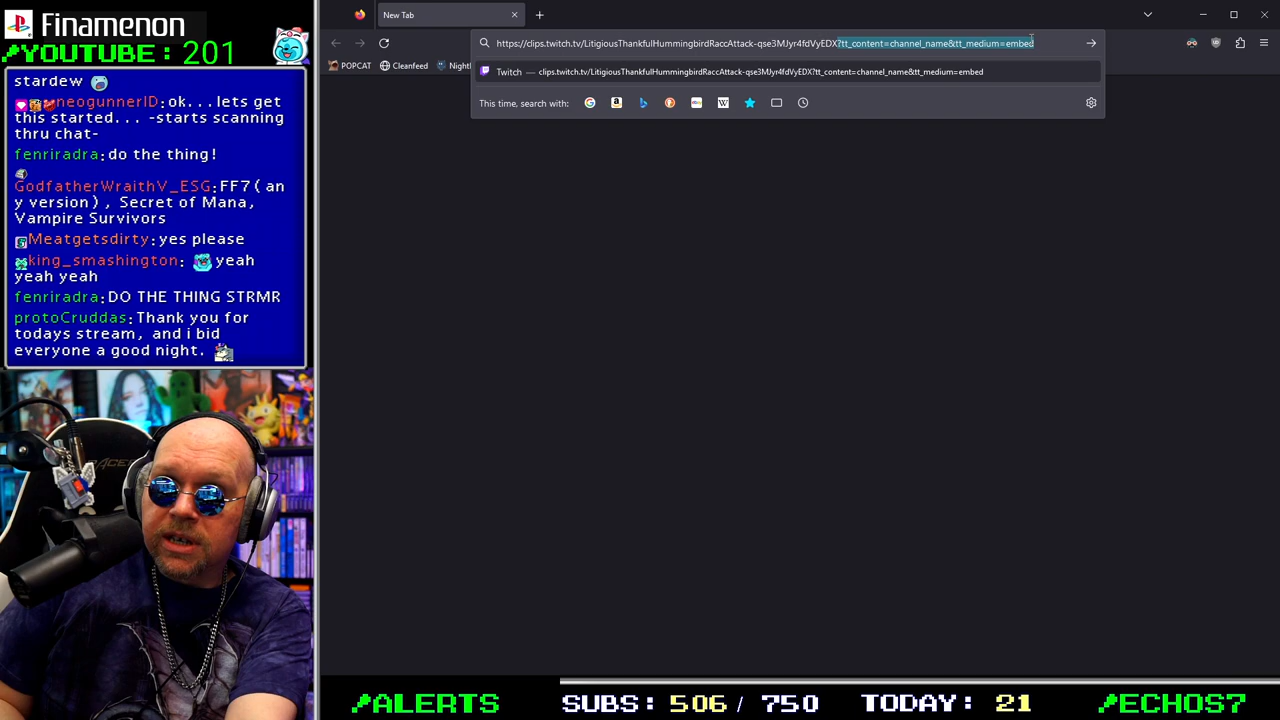 Finamenon
/YOUTUBE: 201
New Tab
https://clips.twitch.tv/LitigiousThankfulHummingbirdRaccAttack-qse3MJyr4fdVyEDX?tt_content=channel_name&tt_medium=embed
POPCAT
Cleanfeed
Nightl
Twitch — clips.twitch.tv/LitigiousThankfulHummingbirdRaccAttack-qse3MJyr4fdVyEDX?tt_content=channel_name&tt_medium=embed
This time, search with:
stardew
neogunnerID: ok...lets get
this started... -starts scanning
thru chat-
fenriradra: do the thing!
GodfatherWraithV_ESG: FF7(an
y version), Secret of Mana,
Vampire Survivors
Meatgetsdirty: yes please
king_smashington: yeah
yeah yeah
fenriradra: DO THE THING STRMR
protoCruddas: Thank you for
todays stream, and i bid
everyone a good night.
/ALERTS
SUBS: 506 / 750
TODAY: 21
/ECHOS7